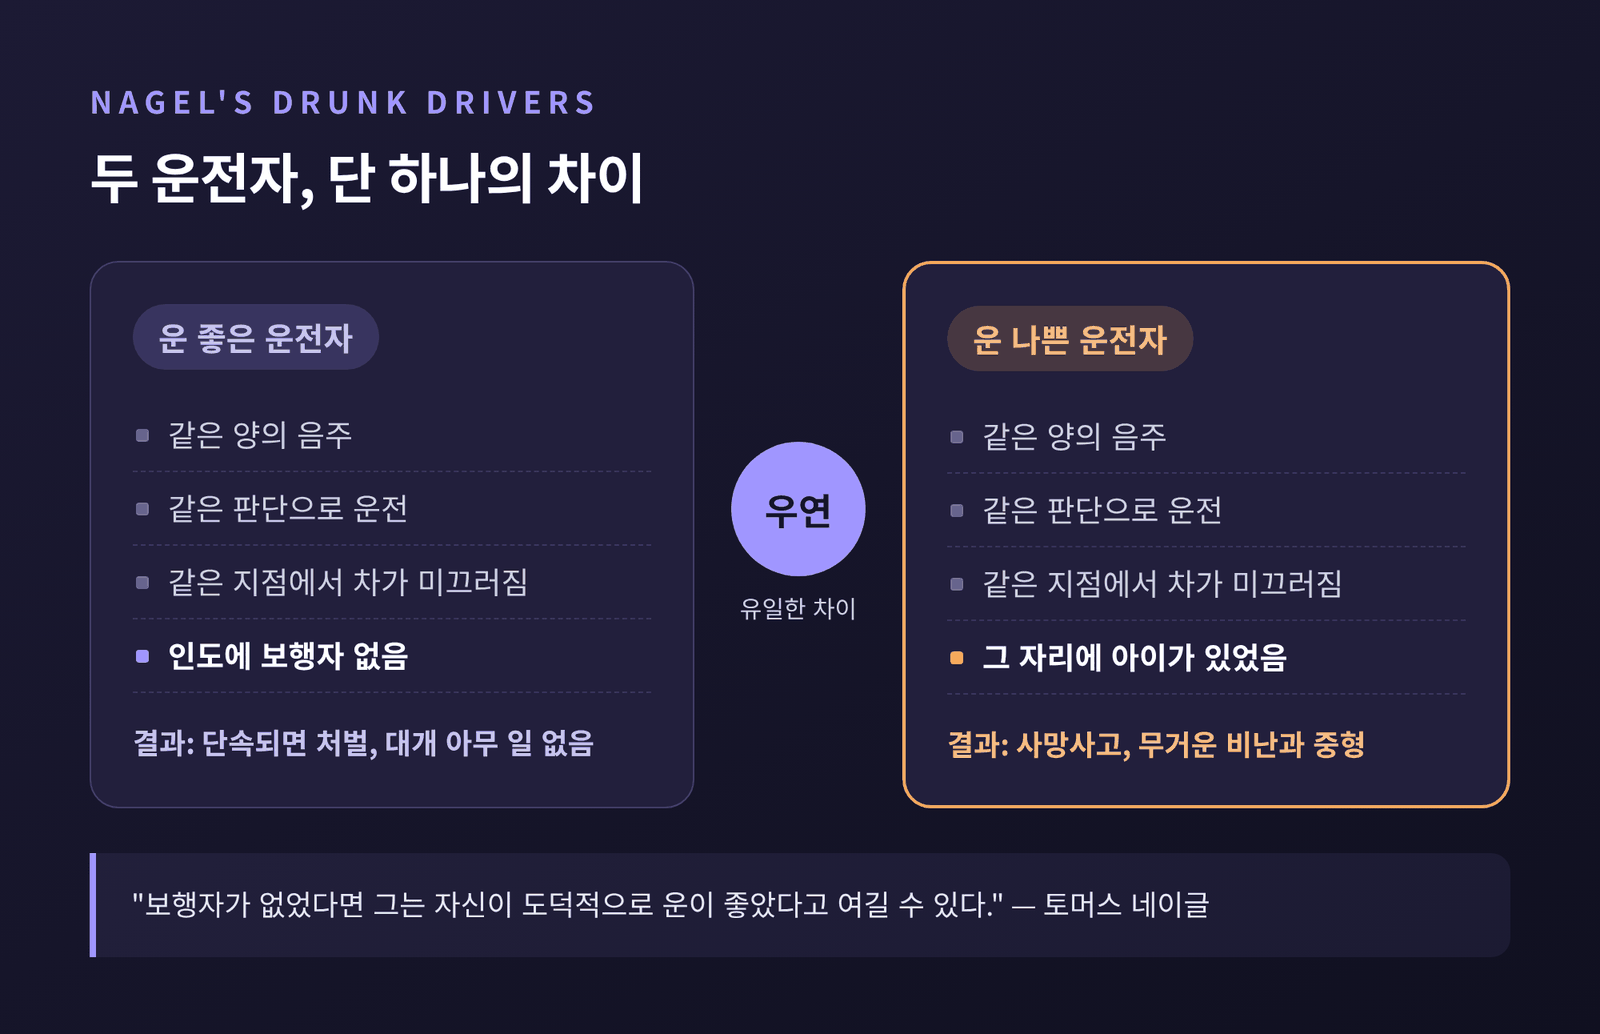 NAGEL'S DRUNK DRIVERS
두 운전자, 단 하나의 차이
운 좋은 운전자
같은 양의 음주
같은 판단으로 운전
같은 지점에서 차가 미끄러짐
인도에 보행자 없음
결과: 단속되면 처벌, 대개 아무 일 없음
우연
유일한 차이
운 나쁜 운전자
같은 양의 음주
같은 판단으로 운전
같은 지점에서 차가 미끄러짐
그 자리에 아이가 있었음
결과: 사망사고, 무거운 비난과 중형
"보행자가 없었다면 그는 자신이 도덕적으로 운이 좋았다고 여길 수 있다." — 토머스 네이글